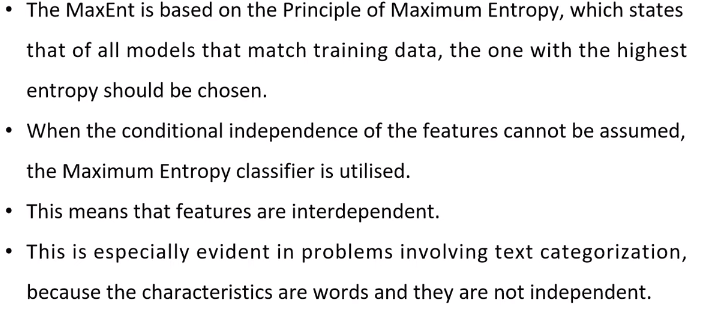 • The MaxEnt is based on the Principle of Maximum Entropy, which states
that of all models that match training data, the one with the highest
entropy should be chosen.
• When the conditional independence of the features cannot be assumed,
the Maximum Entropy classifier is utilised.
• This means that features are interdependent.
• This is especially evident in problems involving text categorization,
because the characteristics are words and they are not independent.